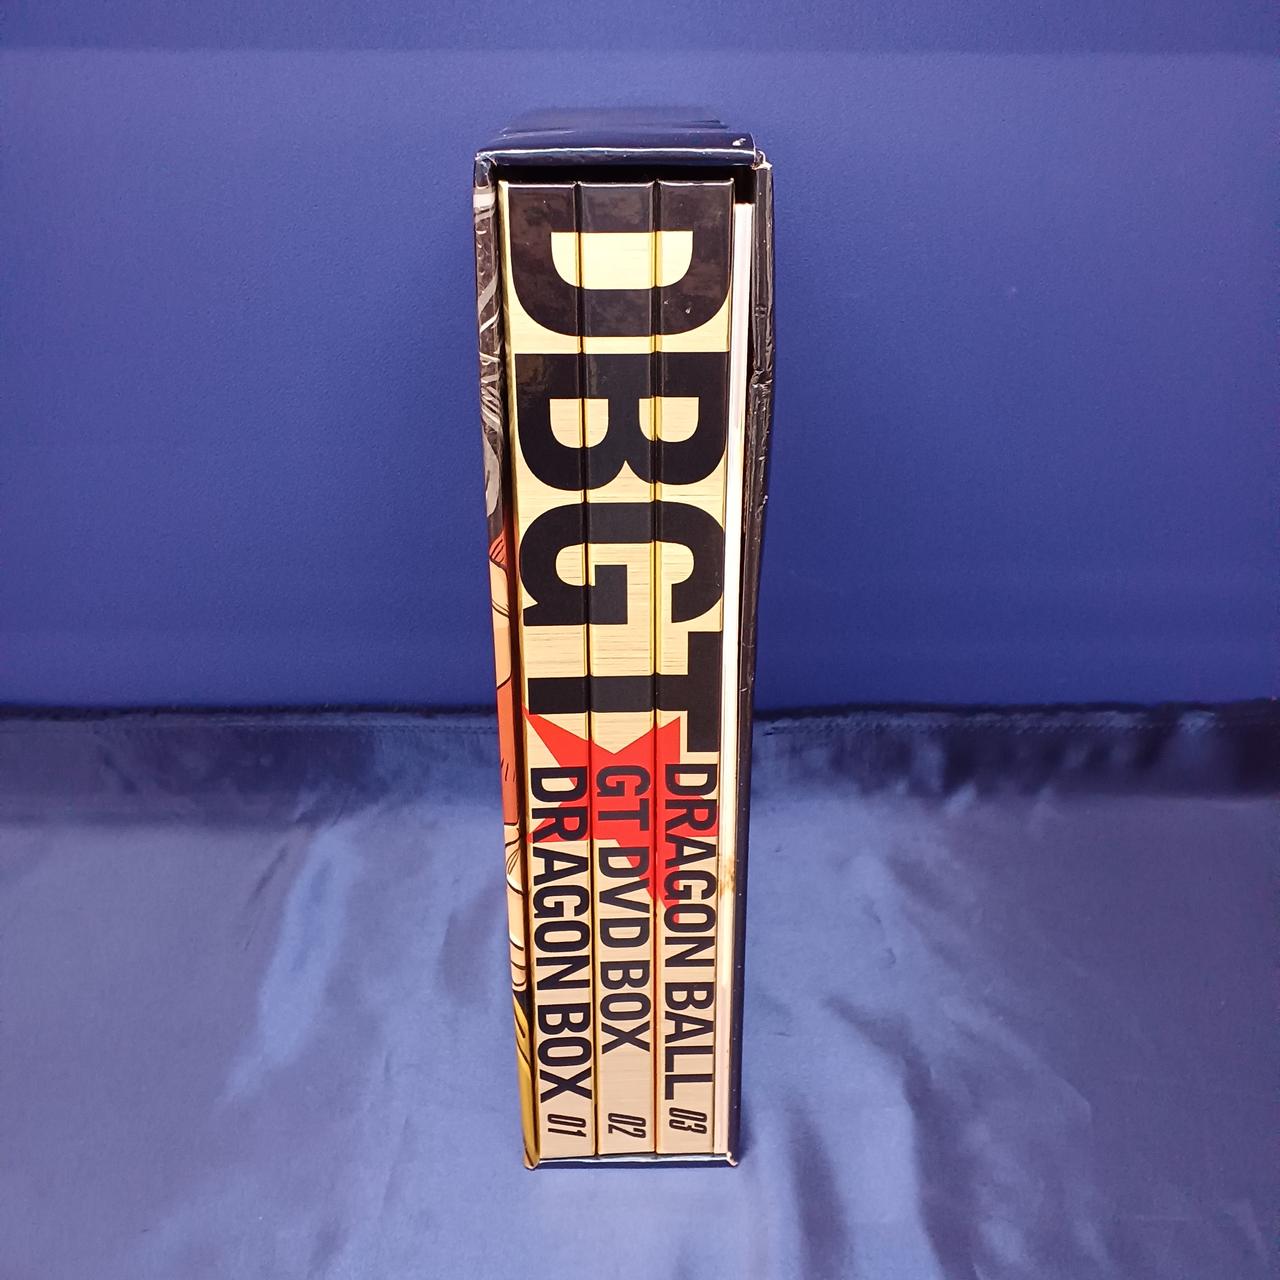 DBGT
DRAGON BALL
GT DVD BOX
DRAGON BOX
03
02
01